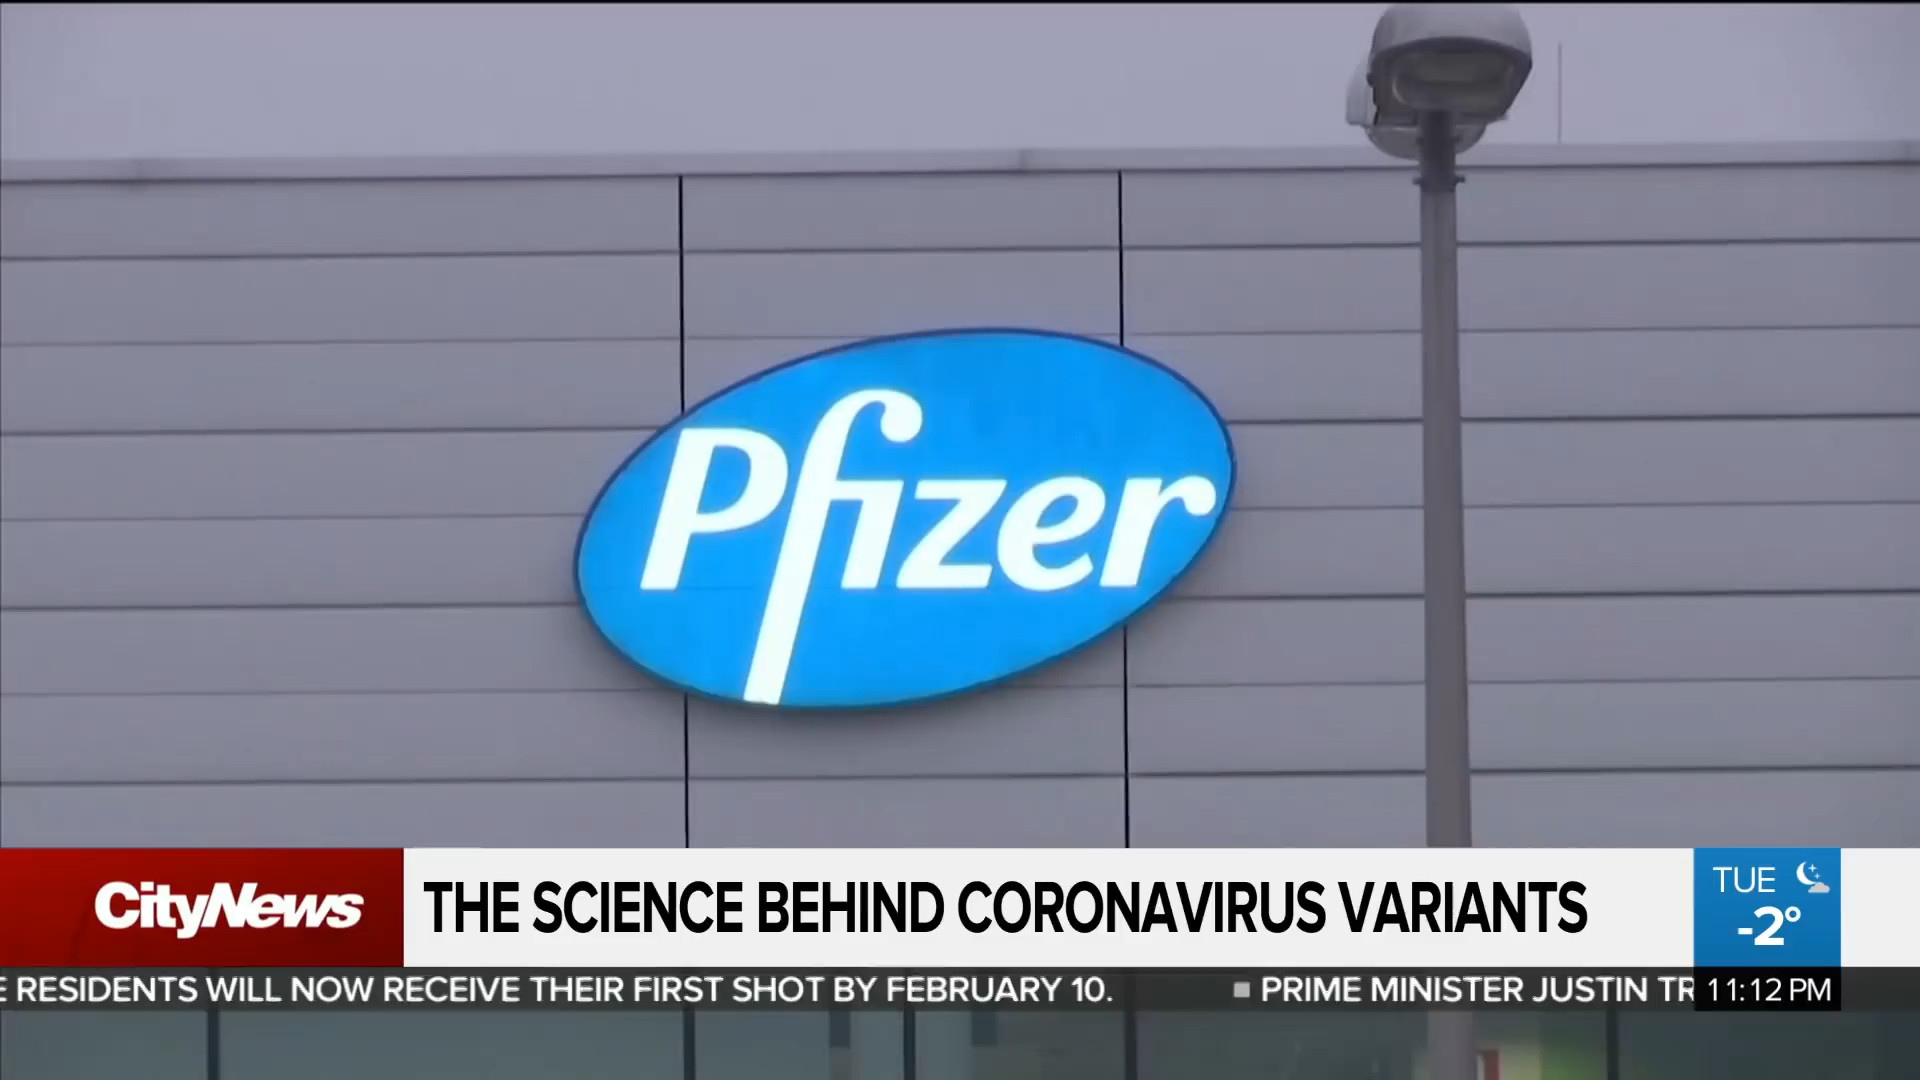 Pfizer
CityNews
THE SCIENCE BEHIND CORONAVIRUS VARIANTS
TUE
-2°
RESIDENTS WILL NOW RECEIVE THEIR FIRST SHOT BY FEBRUARY 10. ■ PRIME MINISTER JUSTIN
11:12 PM